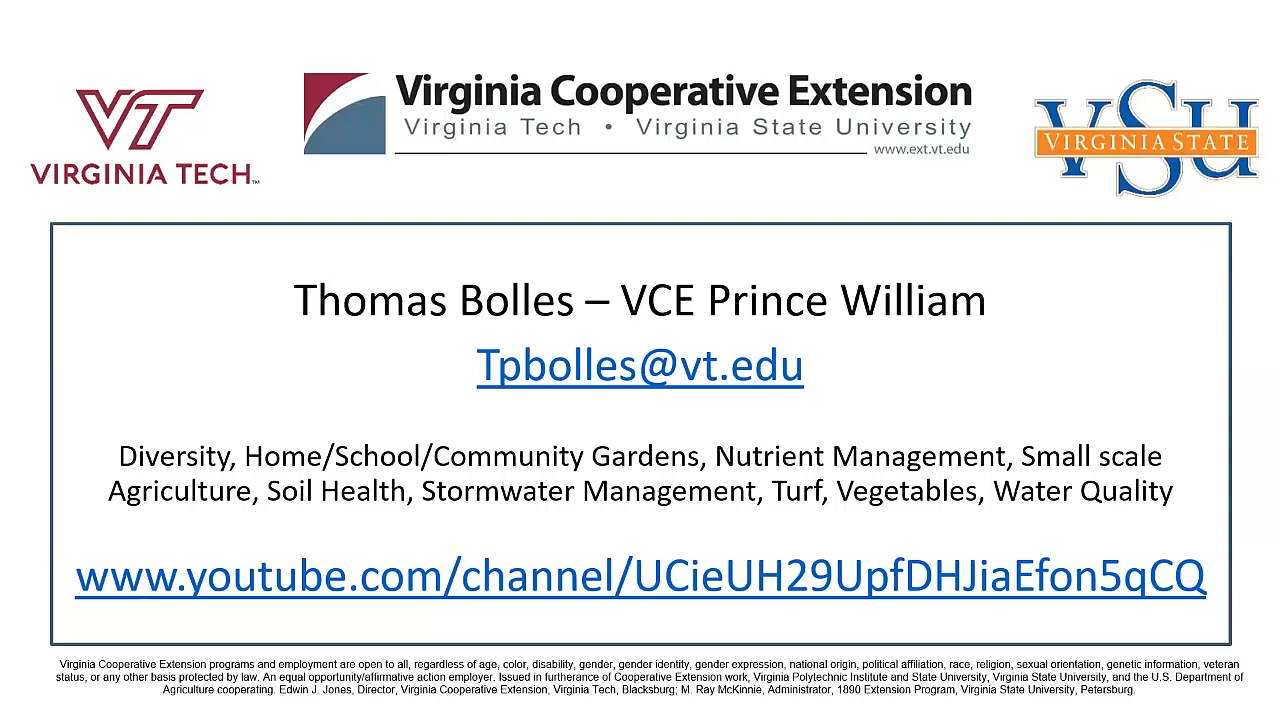 VT
VIRGINIA TECH™
Virginia Cooperative Extension
Virginia Tech • Virginia State University
www.ext.vt.edu
VSU
VIRGINIA STATE
Thomas Bolles – VCE Prince William
Tpbolles@vt.edu
Diversity, Home/School/Community Gardens, Nutrient Management, Small scale
Agriculture, Soil Health, Stormwater Management, Turf, Vegetables, Water Quality
www.youtube.com/channel/UCieUH29UpfDHJiaEfon5qCQ
Virginia Cooperative Extension programs and employment are open to all, regardless of age, color, disability, gender, gender identity, gender expression, national origin, political affiliation, race, religion, sexual orientation, genetic information, veteran
status, or any other basis protected by law. An equal opportunity/affirmative action employer. Issued in furtherance of Cooperative Extension work, Virginia Polytechnic Institute and State University, Virginia State University, and the U.S. Department of
Agriculture cooperating. Edwin J. Jones, Director, Virginia Cooperative Extension, Virginia Tech, Blacksburg; M. Ray McKinnie, Administrator, 1890 Extension Program, Virginia State University, Petersburg.